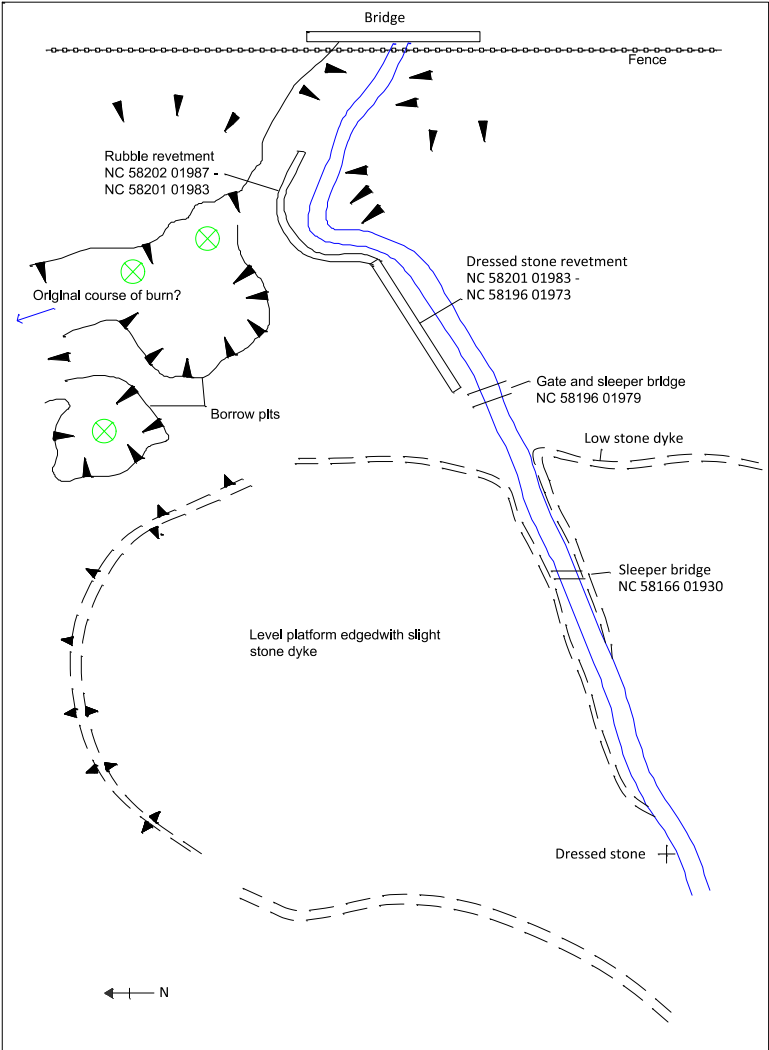 Bridge
Fence
Rubble revetment
NC 58202 01987 -
NC 58201 01983
Dressed stone revetment
NC 58201 01983 -
NC 58196 01973
Original course of burn?
Gate and sleeper bridge
NC 58196 01979
Borrow pits
Low stone dyke
Sleeper bridge
NC 58166 01930
Level platform edgedwith slight
stone dyke
Dressed stone
N